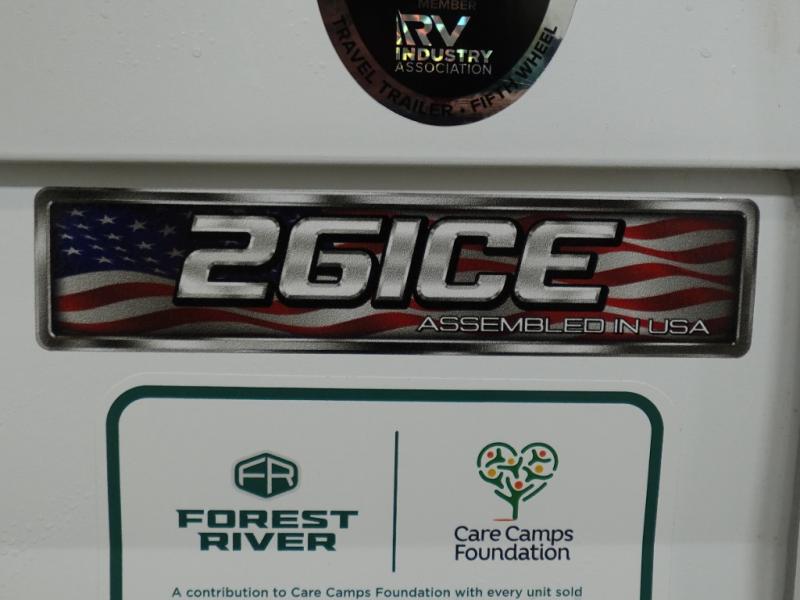 MEMBER
RV
INDUSTRY
ASSOCIATION
TRAVEL TRAILER • FIFTH WHEEL
26ICE
ASSEMBLED IN USA
FR
FOREST
RIVER
Care Camps
Foundation
A contribution to Care Camps Foundation with every unit sold